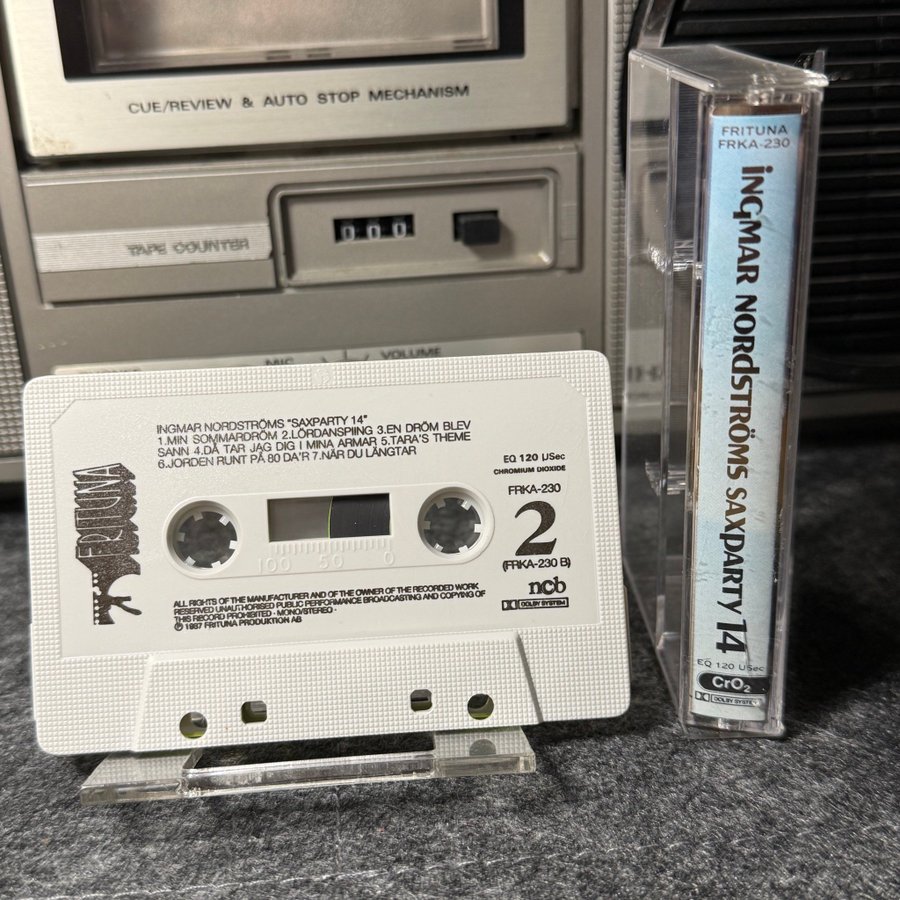 CUE/REVIEW & AUTO STOP MECHANISM
TAPE COUNTER
0 0 0
MIC
VOLUME
INGMAR NORDSTRÖMS "SAXPARTY 14"
1.MIN SOMMARDRÖM 2.LÖRDANSPIING 3.EN DRÖM BLEV
SANN 4.DÅ TAR JAG DIG I MINA ARMAR 5.TARA'S THEME
6.JORDEN RUNT PÅ 80 DA'R 7.NÄR DU LÄNGTAR
FRITUNA
EQ 120 USec
CHROMIUM DIOXIDE
FRKA-230
2
(FRKA-230 B)
ncb
DOLBY SYSTEM
100 50 0
ALL RIGHTS OF THE MANUFACTURER AND OF THE OWNER OF THE RECORDED WORK
RESERVED UNAUTHORISED PUBLIC PERFORMANCE BROADCASTING AND COPYING OF
THIS RECORD PROHIBITED - MONO/STEREO -
℗ 1987 FRITUNA PRODUKTION AB
FRITUNA
FRKA-230
INGMAR NORDSTRÖMS SAXPARTY 14
EQ 120 USec
CrO₂
DOLBY SYSTEM